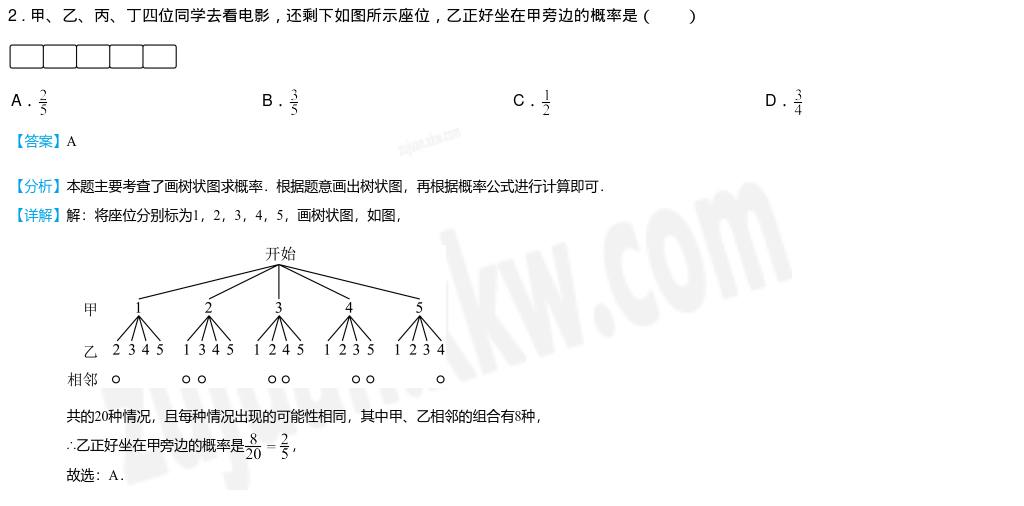 2．甲、乙、丙、丁四位同学去看电影，还剩下如图所示座位，乙正好坐在甲旁边的概率是（　　）
A．2/5　B．3/5　C．1/2　D．3/4
【答案】A
zujuan.xkw.com
【分析】本题主要考查了画树状图求概率．根据题意画出树状图，再根据概率公式进行计算即可．
【详解】解：将座位分别标为1，2，3，4，5，画树状图，如图，
开始
甲 1 2 3 4 5
乙 2 3 4 5 1 3 4 5 1 2 4 5 1 2 3 5 1 2 3 4
相邻
共的20种情况，且每种情况出现的可能性相同，其中甲、乙相邻的组合有8种，
∴乙正好坐在甲旁边的概率是8/20＝2/5，
故选：A．
zujuan.xkw.com